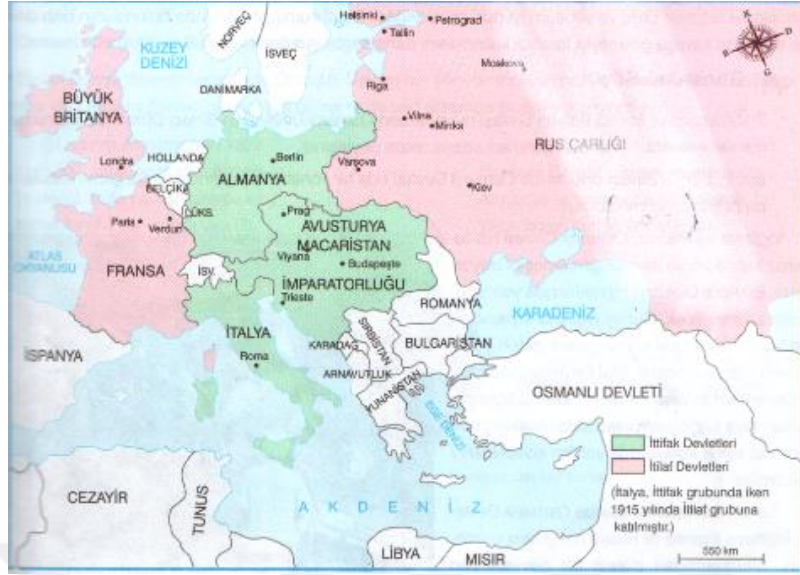 Helsinki
Petrograd
Tallin
NORVEÇ
İSVEÇ
KUZEY
DENİZİ
Moskova
Riga
DANİMARKA
BÜYÜK
BRİTANYA
Vilna
Minks
RUS ÇARLIĞI
Londra
HOLLANDA
Berlin
Varşova
ALMANYA
Kiev
BELÇİKA
LÜKS.
Prag
Paris
Verdun
AVUSTURYA
MACARİSTAN
Viyana
Budapeşte
ATLAS
OKYANUSU
FRANSA
İSV.
İMPARATORLUĞU
Trieste
ROMANYA
KARADENİZ
İTALYA
SIRBİSTAN
BULGARİSTAN
KARADAĞ
İSPANYA
Roma
ARNAVUTLUK
YUNANİSTAN
OSMANLI DEVLETİ
EGE DENİZİ
İttifak Devletleri
İtilaf Devletleri
(İtalya, İttifak grubunda iken
1915 yılında İtilaf grubuna
katılmıştır.)
CEZAYİR
TUNUS
AKDENİZ
LİBYA
MISIR
550 km
K
D
G